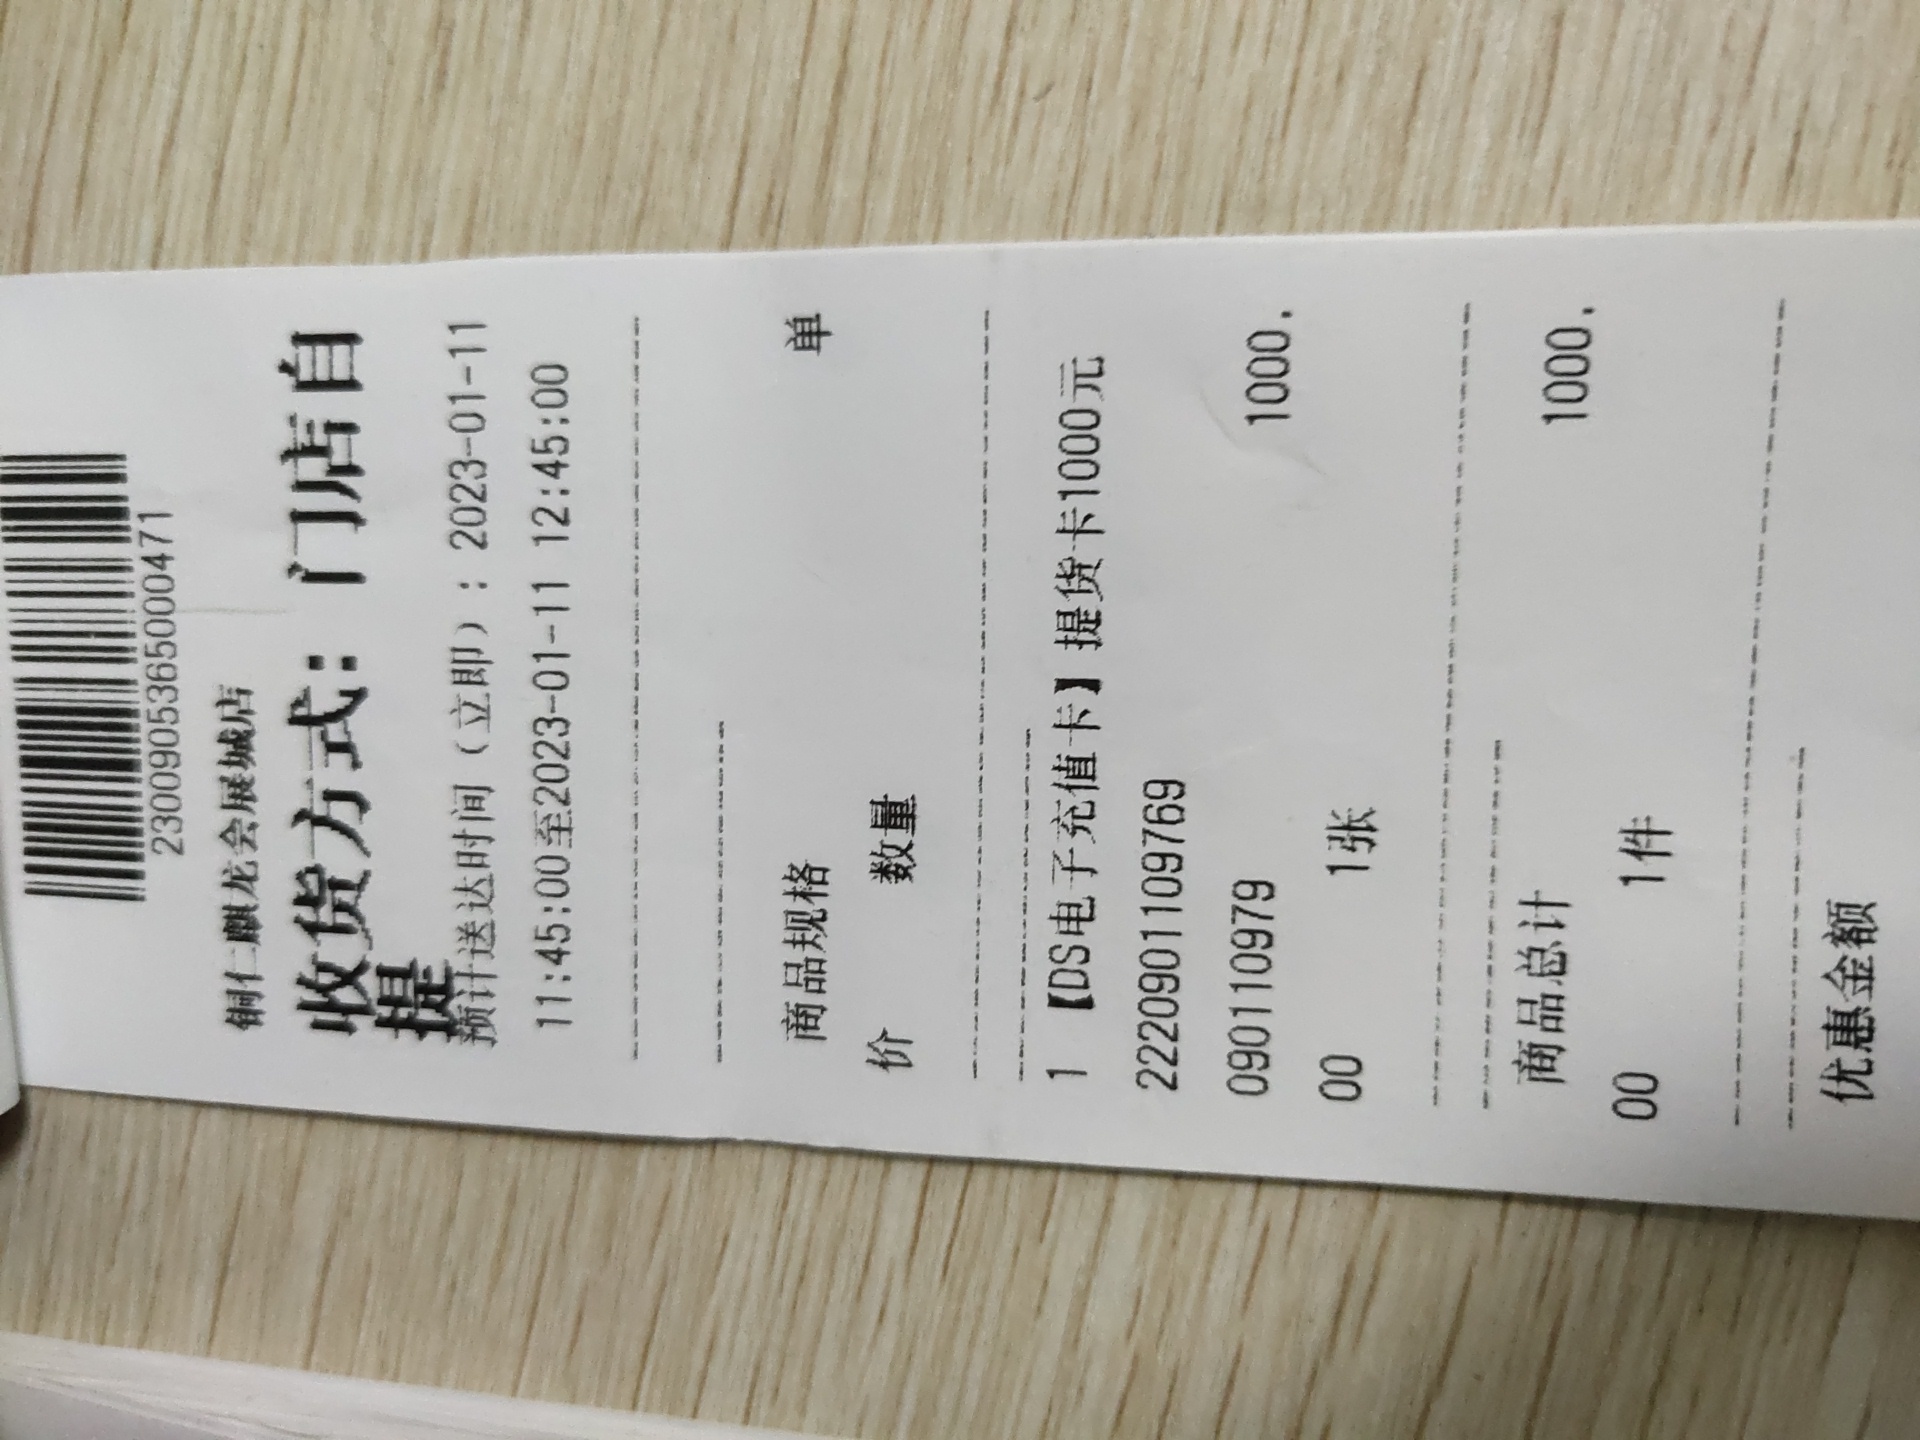 2300905365000471
铜仁麒龙会展城店
收货方式：门店自
提
预计送达时间（立即）：2023-01-11
11:45:00至2023-01-11 12:45:00
商品规格 单
价 数量
1 【DS电子充值卡】提货卡1000元
2220901109769
0901109979 1000.
00 1张
商品总计 1000.
00 1件
优惠金额